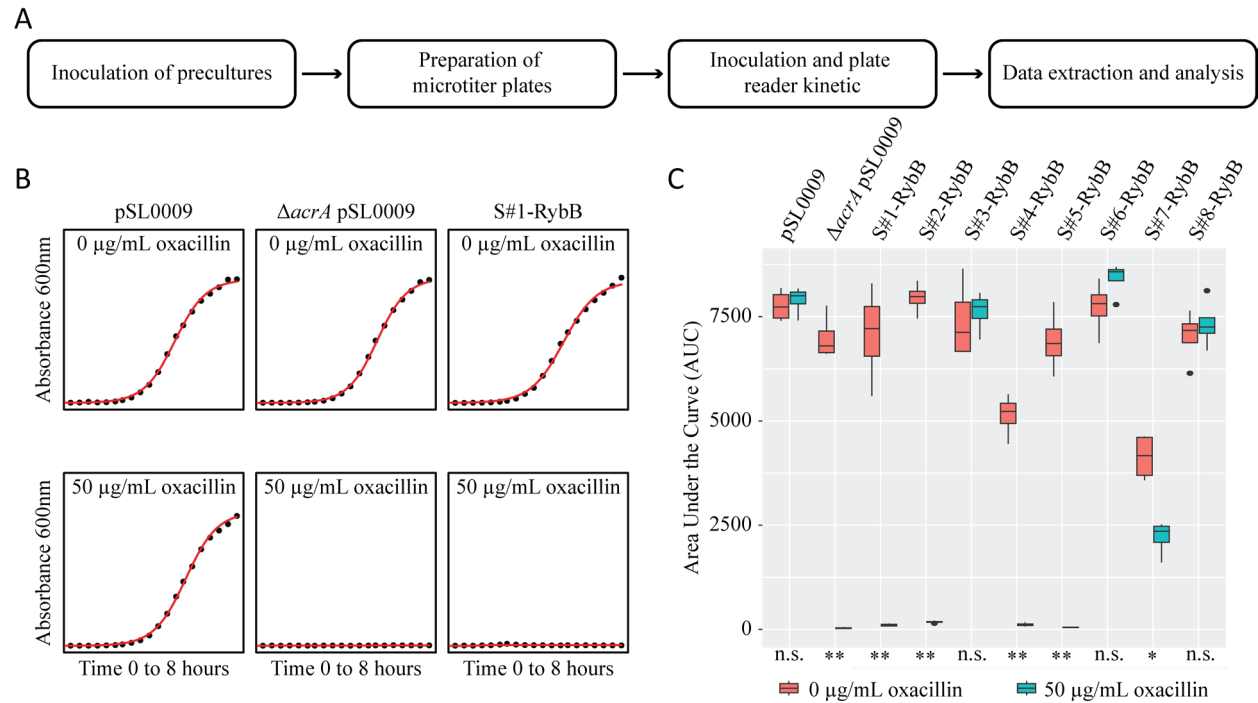 A
Inoculation of precultures
Preparation of
microtiter plates
Inoculation and plate
reader kinetic
Data extraction and analysis
B
pSL0009
ΔacrA pSL0009
S#1-RybB
0 µg/mL oxacillin
0 µg/mL oxacillin
0 µg/mL oxacillin
Absorbance 600nm
50 µg/mL oxacillin
50 µg/mL oxacillin
50 µg/mL oxacillin
Absorbance 600nm
Time 0 to 8 hours
Time 0 to 8 hours
Time 0 to 8 hours
C
pSL0009
ΔacrA pSL0009
S#1-RybB
S#2-RybB
S#3-RybB
S#4-RybB
S#5-RybB
S#6-RybB
S#7-RybB
S#8-RybB
Area Under the Curve (AUC)
7500
5000
2500
0
n.s. ** ** ** n.s. ** ** n.s. * n.s.
0 µg/mL oxacillin
50 µg/mL oxacillin